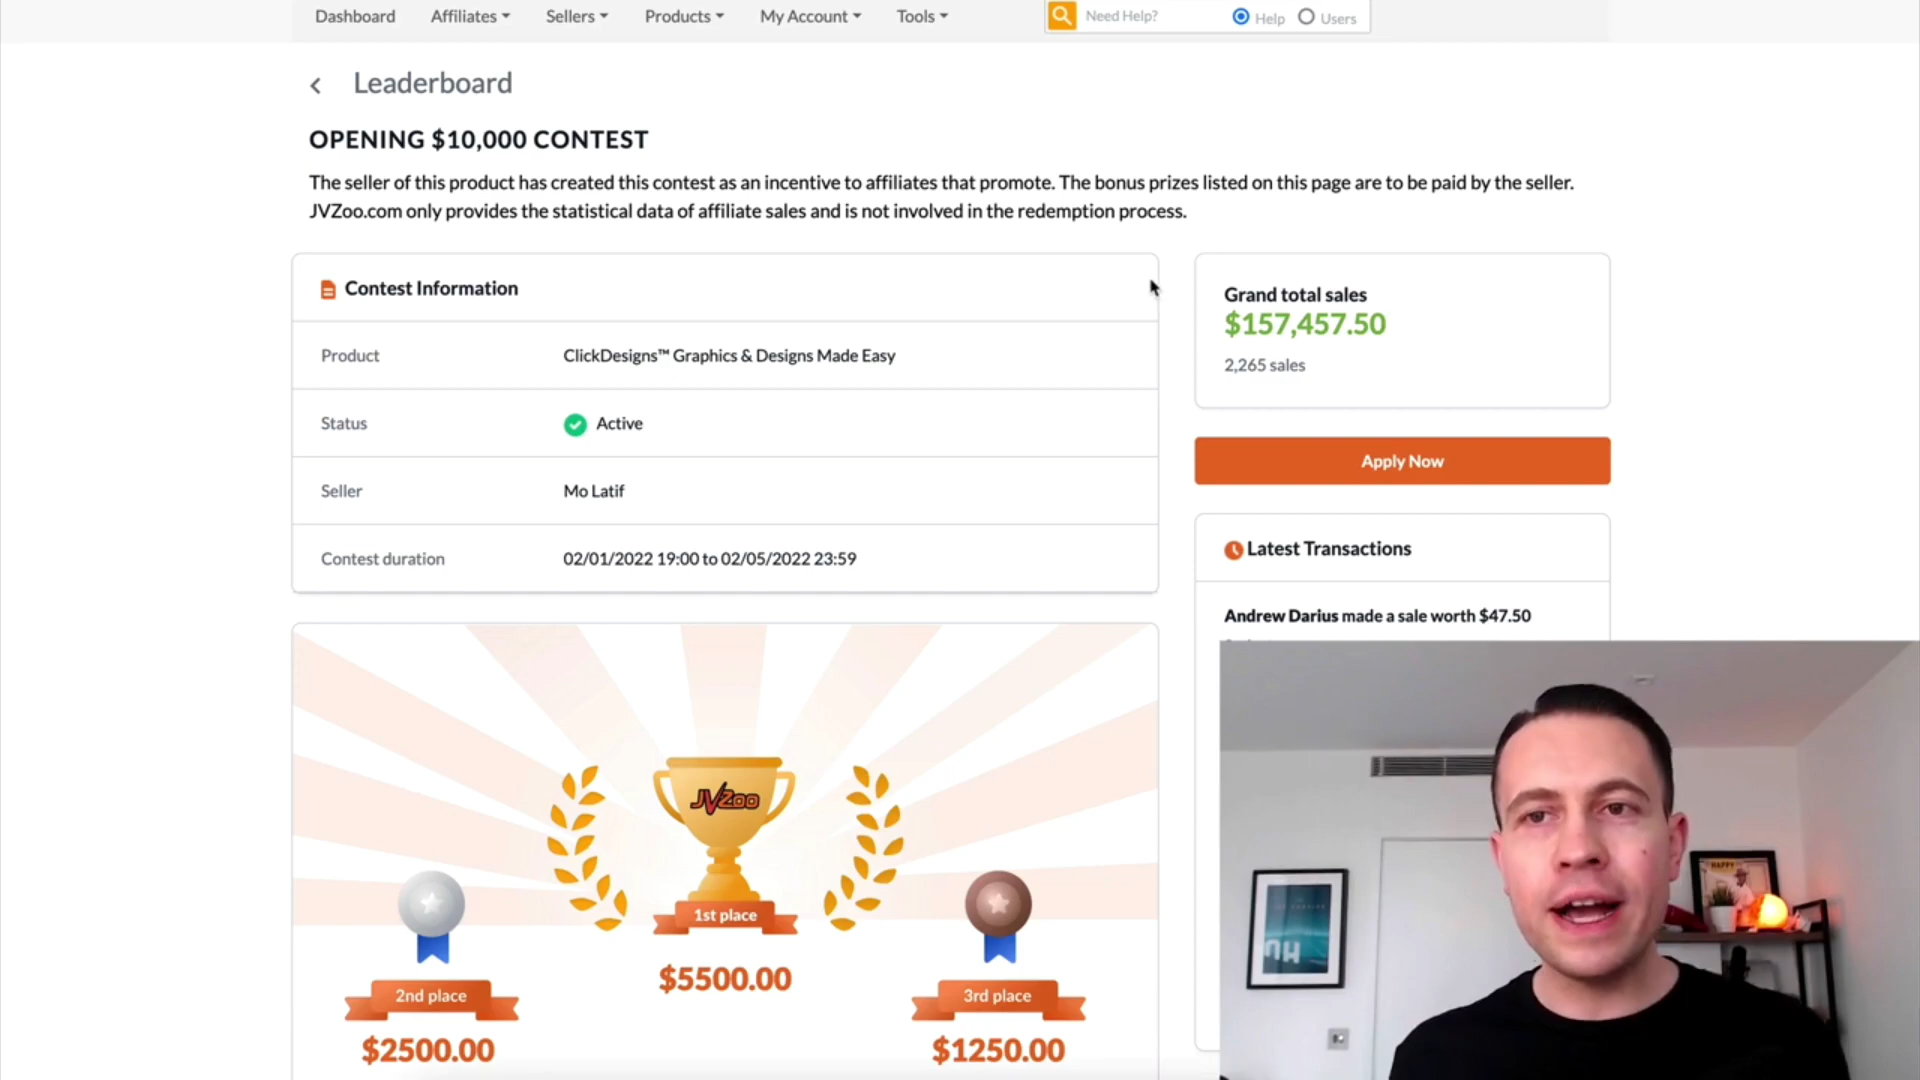 Dashboard Affiliates Sellers Products My Account Tools Need Help? Help Users
Leaderboard
OPENING $10,000 CONTEST
The seller of this product has created this contest as an incentive to affiliates that promote. The bonus prizes listed on this page are to be paid by the seller.
JVZoo.com only provides the statistical data of affiliate sales and is not involved in the redemption process.
Contest Information
Product ClickDesigns™ Graphics & Designs Made Easy
Status Active
Seller Mo Latif
Contest duration 02/01/2022 19:00 to 02/05/2022 23:59
Grand total sales
$157,457.50
2,265 sales
Apply Now
Latest Transactions
Andrew Darius made a sale worth $47.50
JVZoo
1st place
$5500.00
2nd place
$2500.00
3rd place
$1250.00
HAPPY